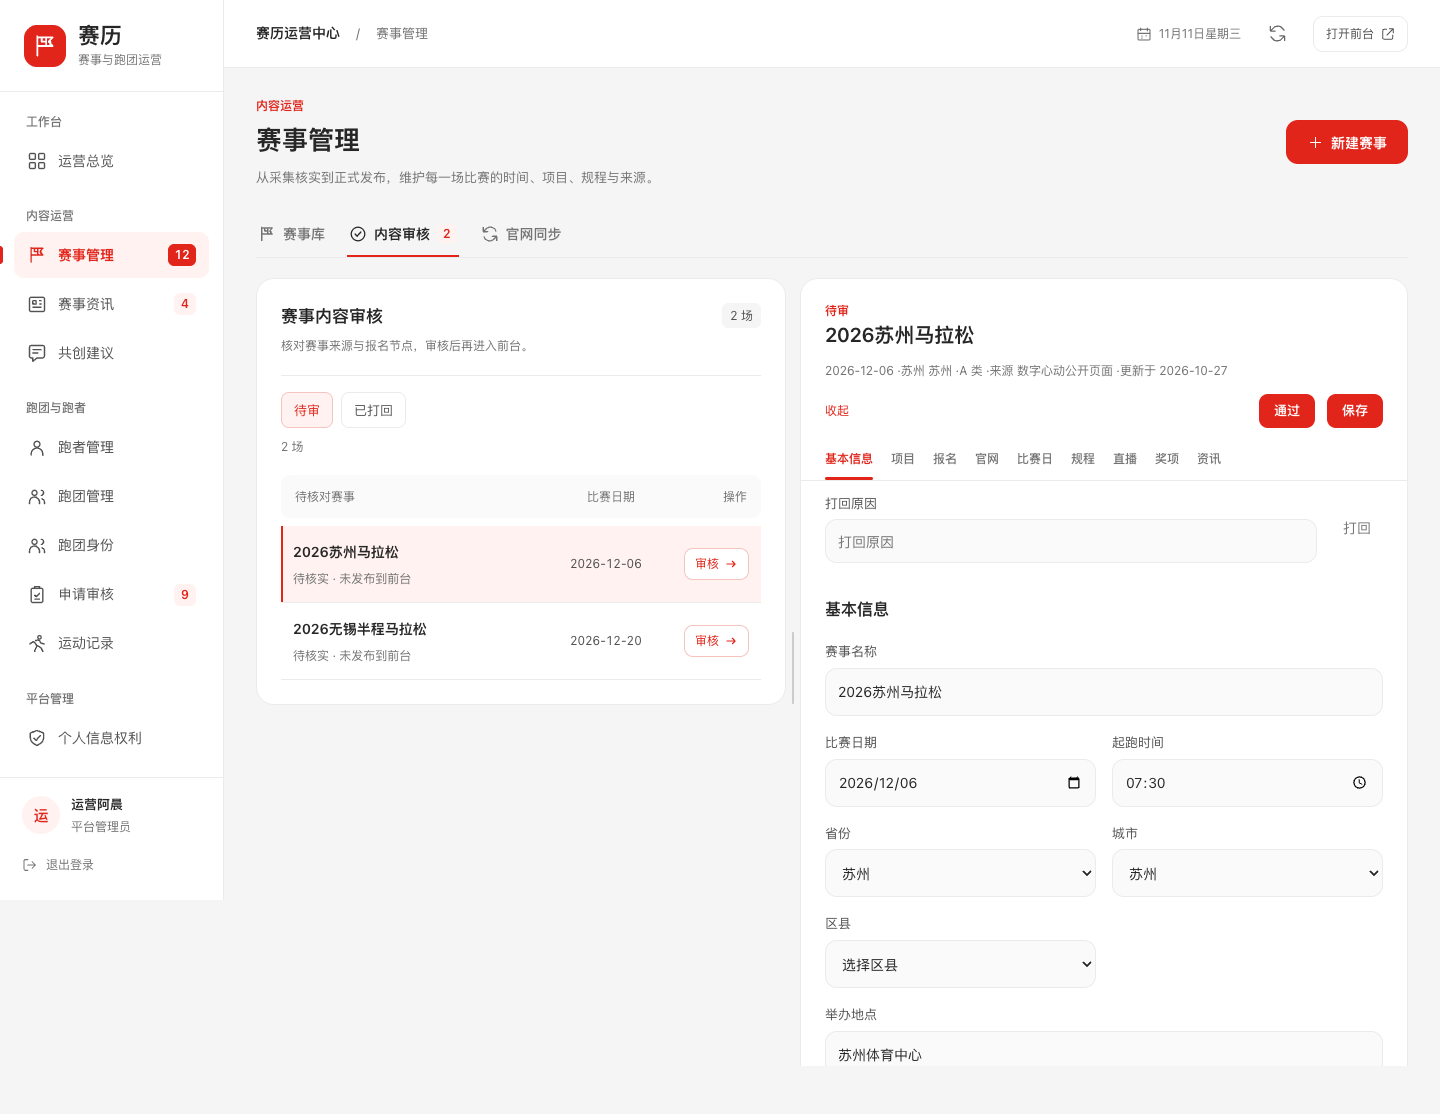 赛历
赛事与跑团运营
工作台
运营总览
内容运营
赛事管理 12
赛事资讯 4
共创建议
跑团与跑者
跑者管理
跑团管理
跑团身份
申请审核 9
运动记录
平台管理
个人信息权利
运 运营阿晨
平台管理员
退出登录
赛历运营中心 / 赛事管理
11月11日星期三
打开前台
内容运营
赛事管理
从采集核实到正式发布，维护每一场比赛的时间、项目、规程与来源。
新建赛事
赛事库 内容审核 2 官网同步
赛事内容审核 2 场
核对赛事来源与报名节点，审核后再进入前台。
待审 已打回
2 场
待核对赛事 比赛日期 操作
2026苏州马拉松
待核实 · 未发布到前台
2026-12-06
审核
2026无锡半程马拉松
待核实 · 未发布到前台
2026-12-20
审核
待审
2026苏州马拉松
2026-12-06 ·苏州 苏州 ·A 类 ·来源 数字心动公开页面 ·更新于 2026-10-27
收起 通过 保存
基本信息 项目 报名 官网 比赛日 规程 直播 奖项 资讯
打回原因
打回原因
打回
基本信息
赛事名称
2026苏州马拉松
比赛日期 起跑时间
2026/12/06 07:30
省份 城市
苏州 苏州
区县
选择区县
举办地点
苏州体育中心